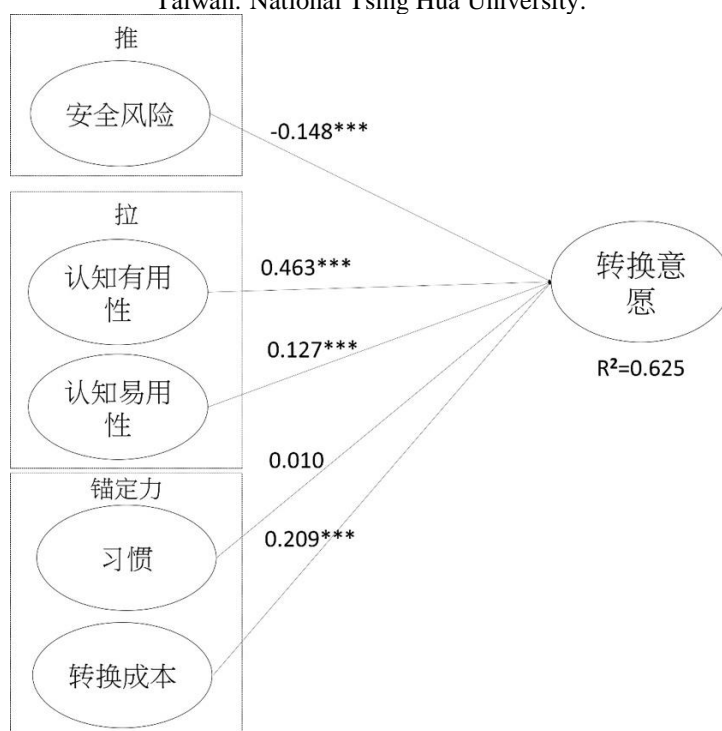 Taiwan: National Tsing Hua University.
推
安全风险
-0.148***
拉
认知有用
性
0.463***
转换意
愿
0.127***
R²=0.625
认知易用
性
0.010
锚定力
习惯
0.209***
转换成本